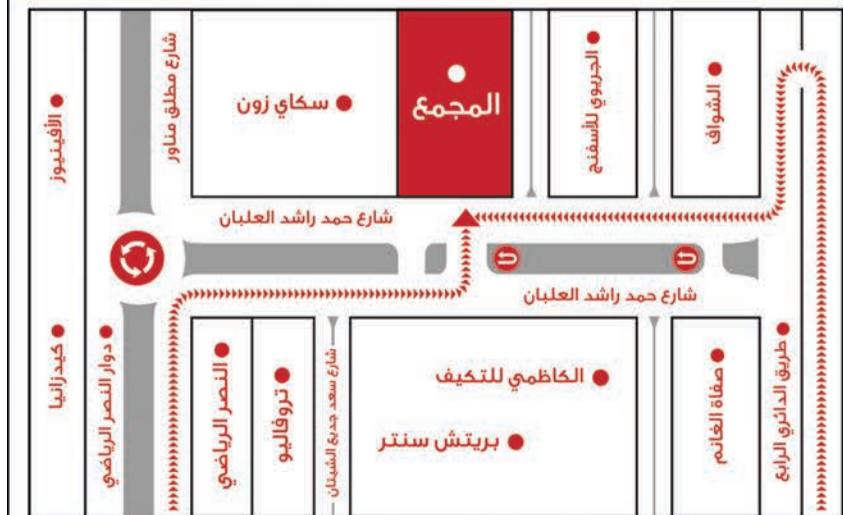 الشواف
الجريوي للأسفنج
المجمع
سكاي زون
شارع مطلق مناور
الأفينيوز
شارع حمد راشد العلبان
شارع حمد راشد العلبان
طريق الدائري الرابع
صفاة الغانم
الكاظمي للتكيف
بريتش سنتر
شارع سعد جديع الشيتان
تروفاليو
النصر الرياضي
دوار النصر الرياضي
كيدزانيا